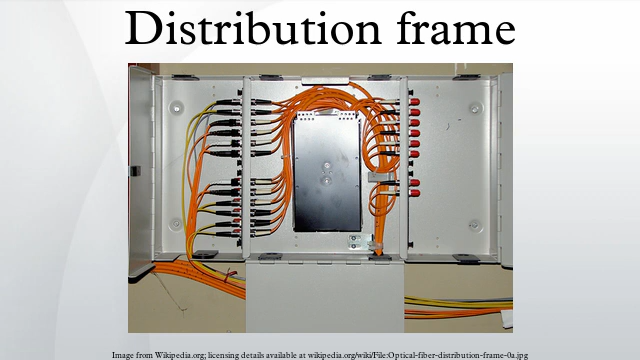 Distribution frame
Image from Wikipedia.org; licensing details available at wikipedia.org/wiki/File:Optical-fiber-distribution-frame-0a.jpg